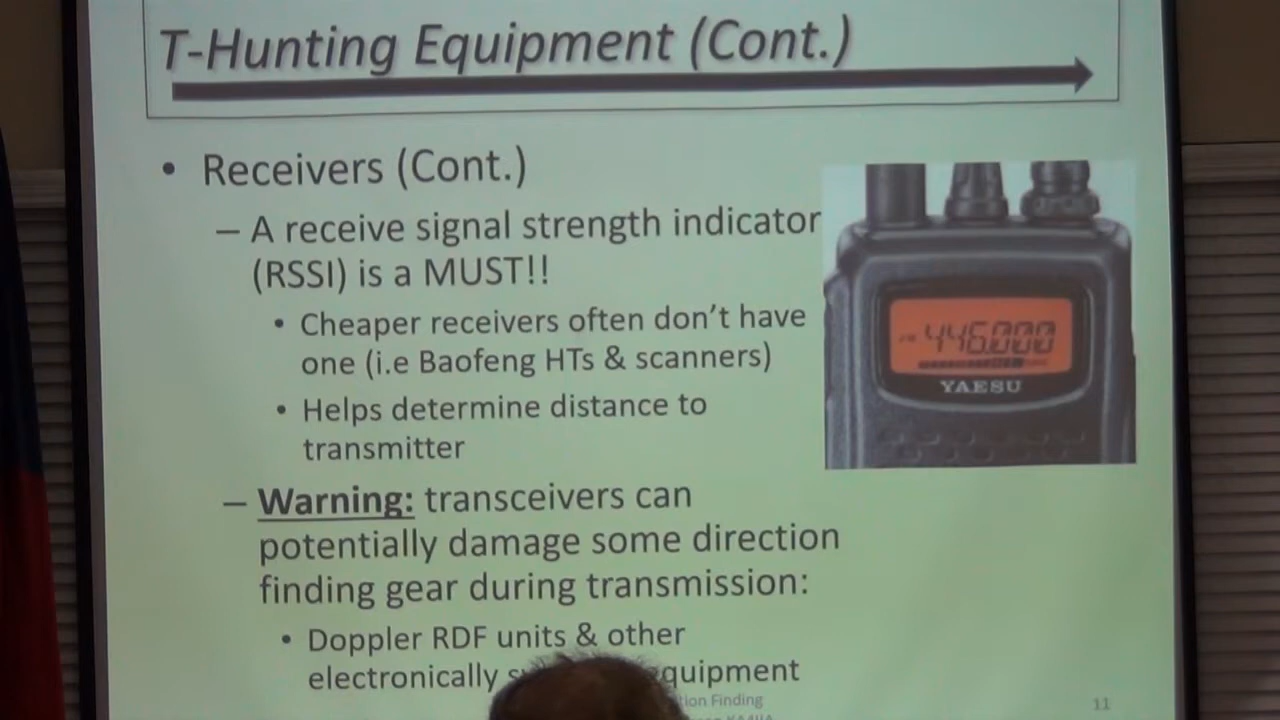 T-Hunting Equipment (Cont.)
• Receivers (Cont.)
– A receive signal strength indicator
(RSSI) is a MUST!!
• Cheaper receivers often don't have
one (i.e Baofeng HTs & scanners)
• Helps determine distance to
transmitter
– Warning: transceivers can
potentially damage some direction
finding gear during transmission:
• Doppler RDF units & other
electronically
446.000
YAESU
Finding
11